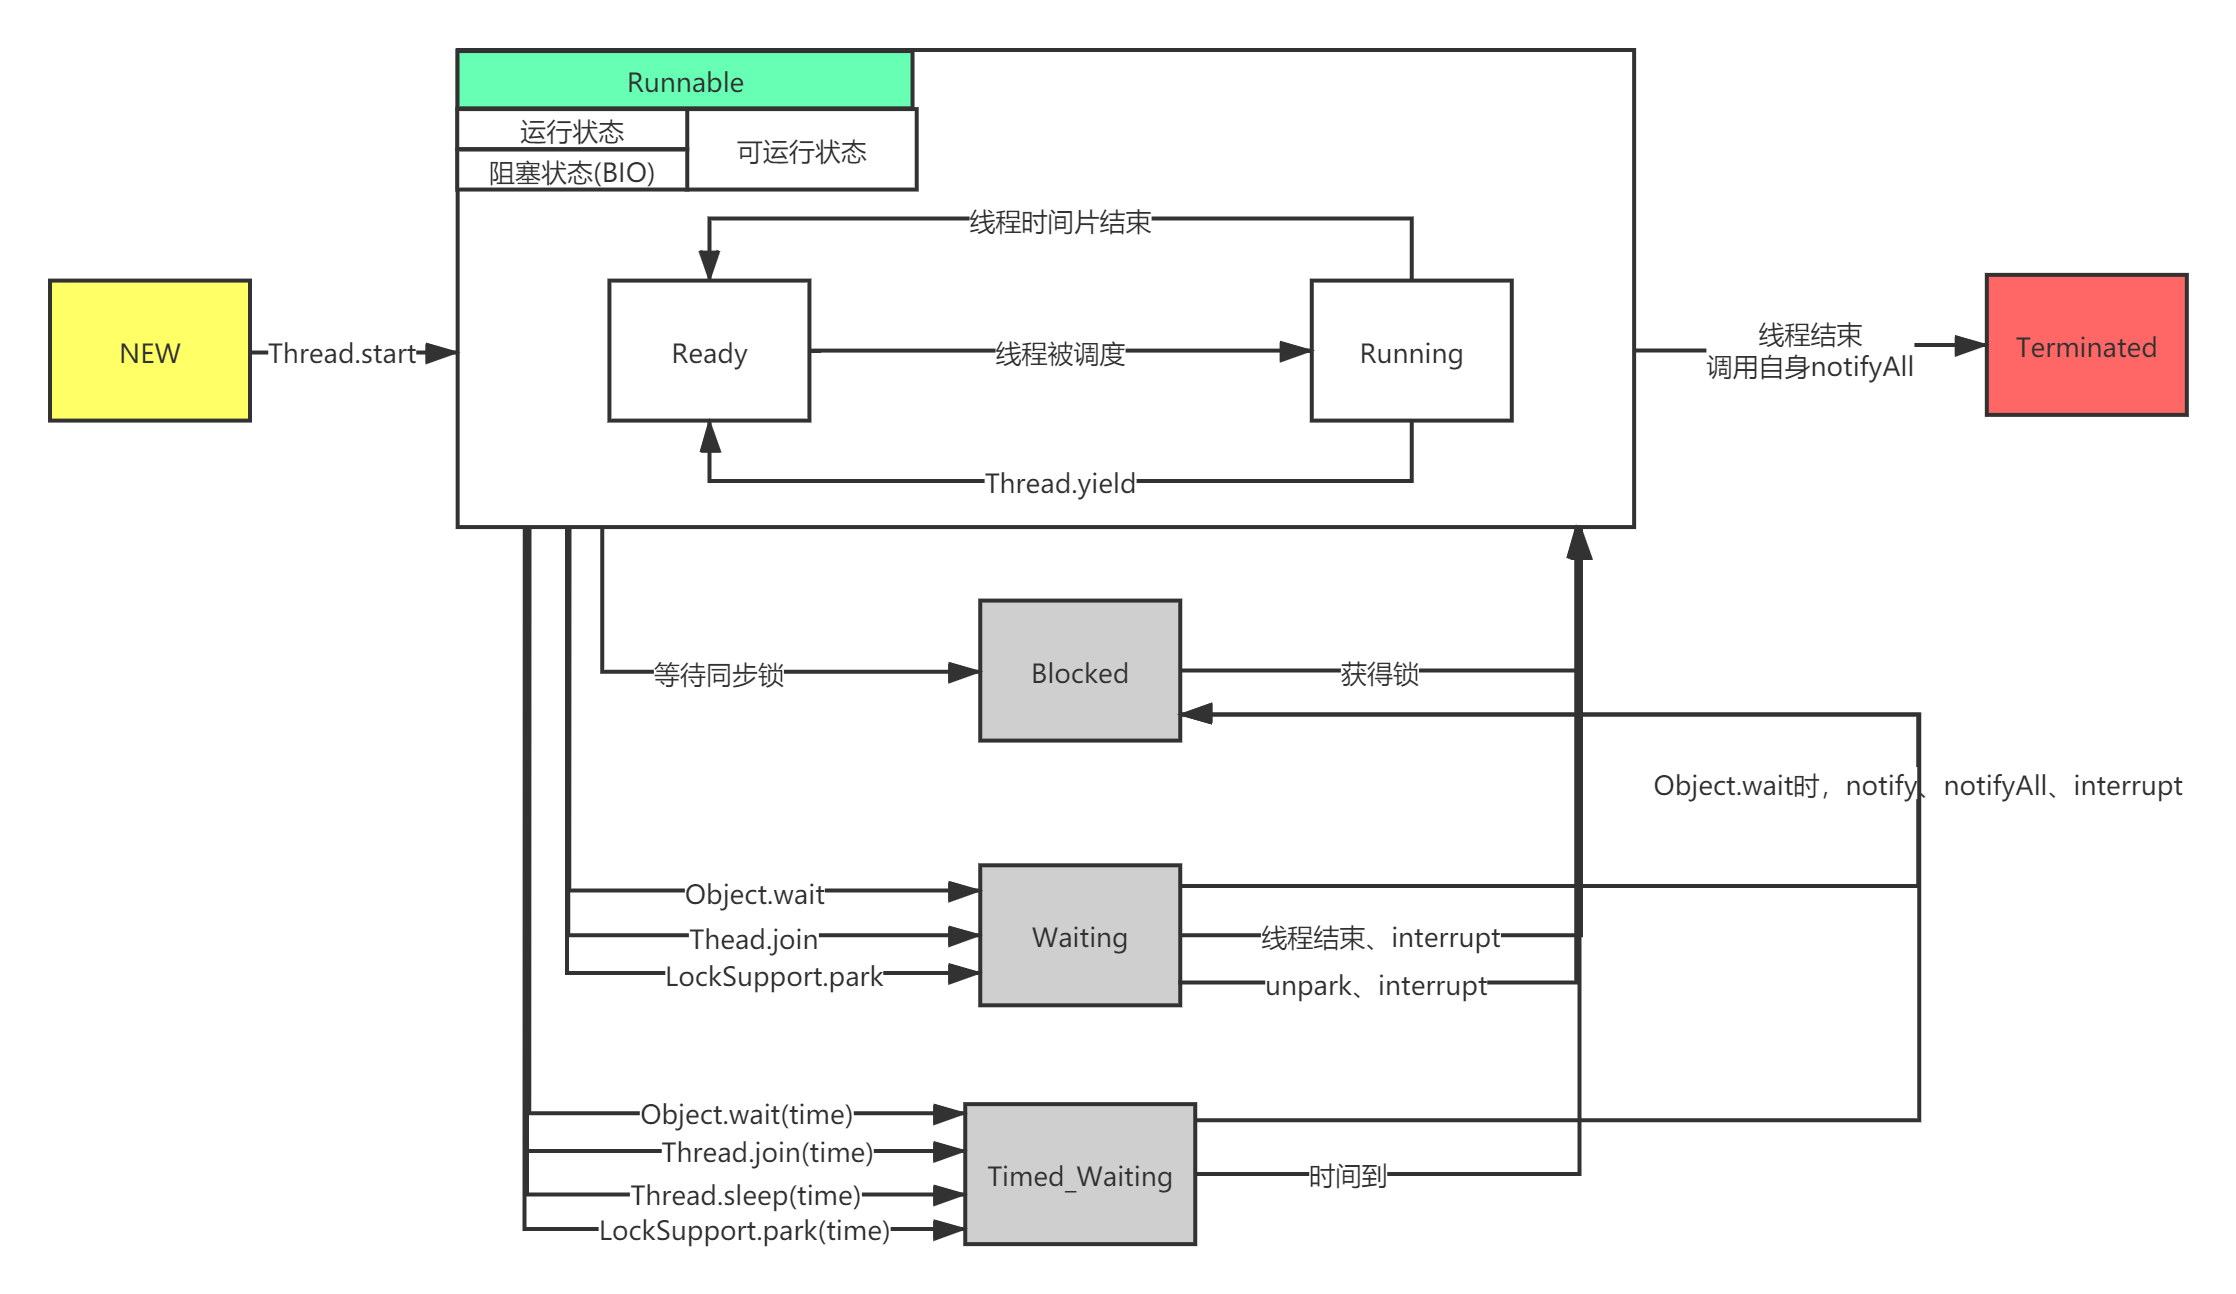 Runnable
运行状态
可运行状态
阻塞状态(BIO)
线程时间片结束
NEW
Thread.start
Ready
线程被调度
Running
线程结束
调用自身notifyAll
Terminated
Thread.yield
等待同步锁
Blocked
获得锁
Object.wait时，notify、notifyAll、interrupt
Object.wait
Thead.join
LockSupport.park
Waiting
线程结束、interrupt
unpark、interrupt
Object.wait(time)
Thread.join(time)
Thread.sleep(time)
LockSupport.park(time)
Timed_Waiting
时间到